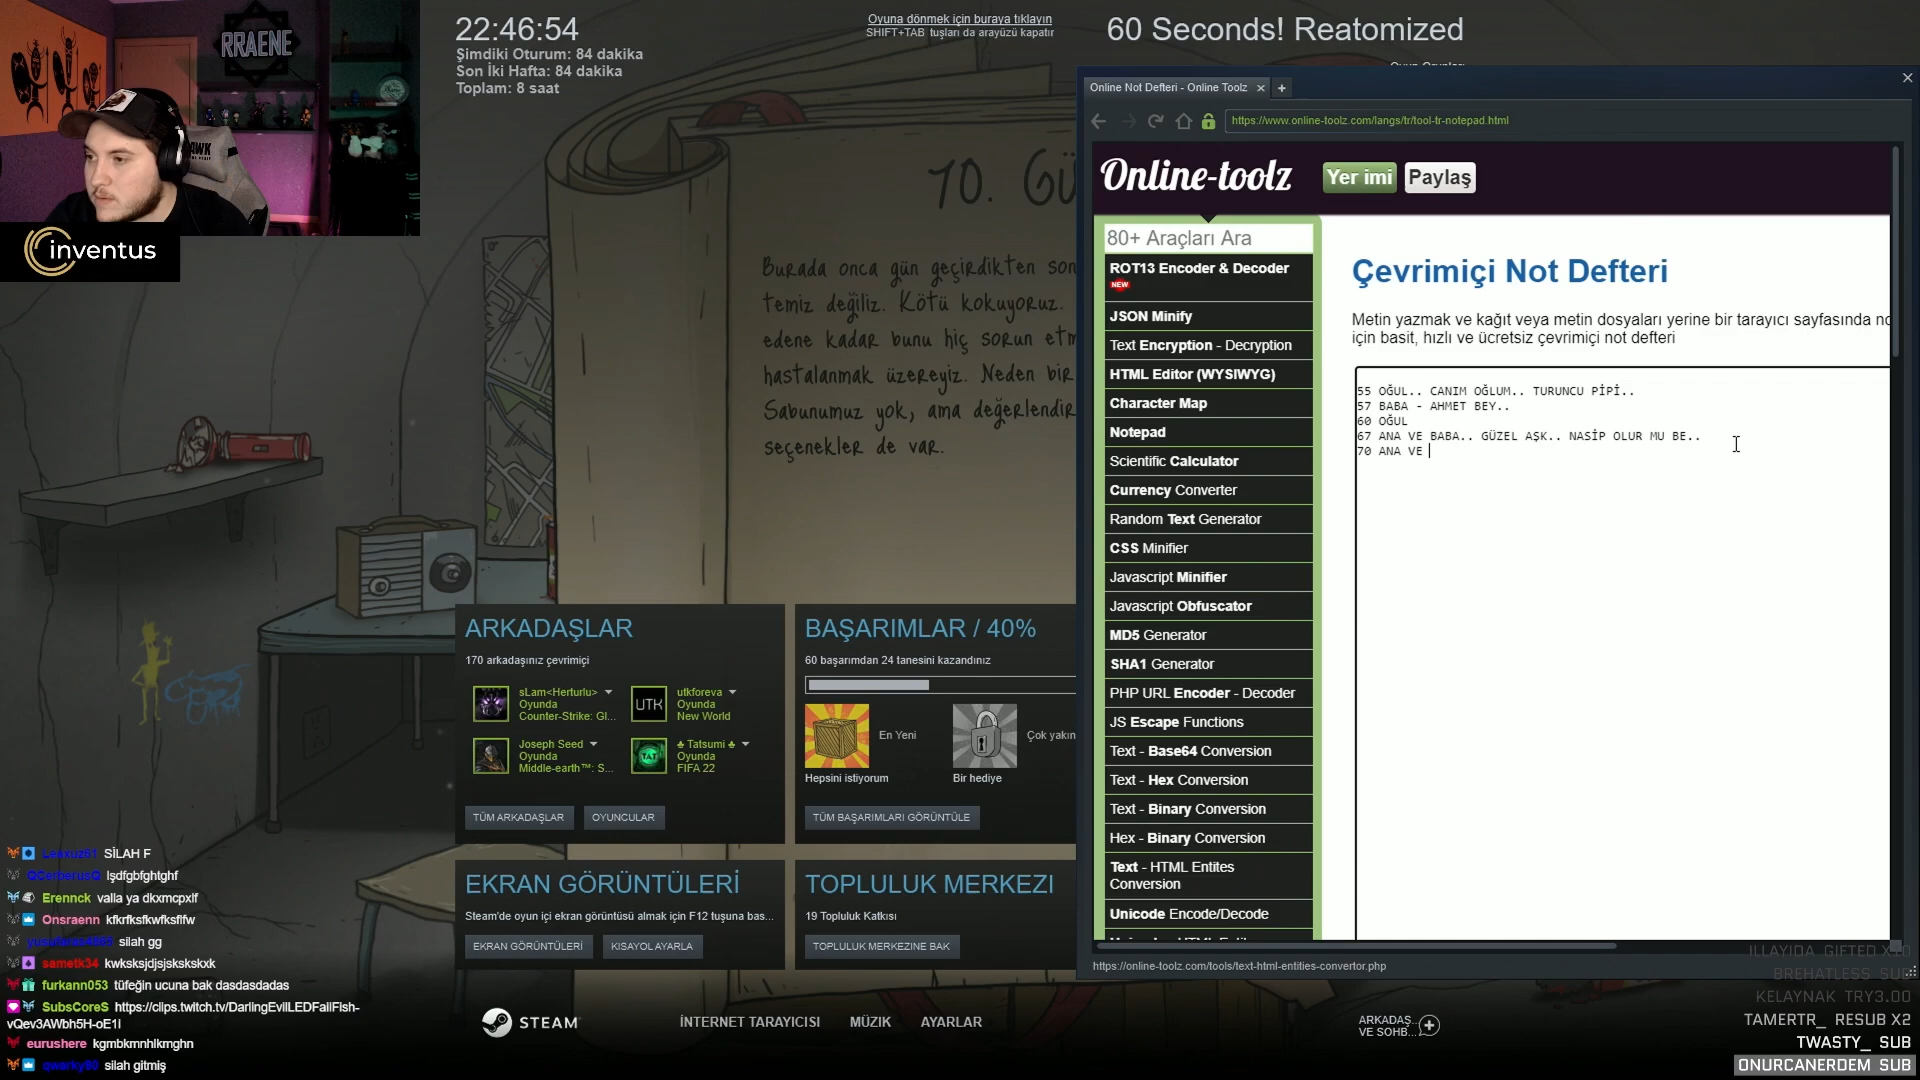 RRAENE
inventus
22:46:54
Şimdiki Oturum: 84 dakika
Son İki Hafta: 84 dakika
Toplam: 8 saat
Oyuna dönmek için buraya tıklayın
SHIFT+TAB tuşları da arayüzü kapatır
60 Seconds! Reatomized
70. GÜ
Burada onca gün geçirdikten son
temiz değiliz. Kötü kokuyoruz.
edene kadar bunu hiç sorun etm
hastalanmak üzereyiz. Neden bir
Sabunumuz yok, ama değerlendir
seçenekler de var.
Online Not Defteri - Online Toolz
https://www.online-toolz.com/langs/tr/tool-tr-notepad.html
Online-toolz
Yer imi
Paylaş
80+ Araçları Ara
ROT13 Encoder & Decoder
NEW
JSON Minify
Text Encryption - Decryption
HTML Editor (WYSIWYG)
Character Map
Notepad
Scientific Calculator
Currency Converter
Random Text Generator
CSS Minifier
Javascript Minifier
Javascript Obfuscator
MD5 Generator
SHA1 Generator
PHP URL Encoder - Decoder
JS Escape Functions
Text - Base64 Conversion
Text - Hex Conversion
Text - Binary Conversion
Hex - Binary Conversion
Text - HTML Entites
Conversion
Unicode Encode/Decode
Çevrimiçi Not Defteri
Metin yazmak ve kağıt veya metin dosyaları yerine bir tarayıcı sayfasında no
için basit, hızlı ve ücretsiz çevrimiçi not defteri
55 OĞUL.. CANIM OĞLUM.. TURUNCU PİPİ..
57 BABA - AHMET BEY..
60 OĞUL
67 ANA VE BABA.. GÜZEL AŞK.. NASİP OLUR MU BE..
70 ANA VE
https://online-toolz.com/tools/text-html-entities-convertor.php
ARKADAŞLAR
170 arkadaşınız çevrimiçi
sLam<Herturlu>
Oyunda
Counter-Strike: Gl...
UTK
utkforeva
Oyunda
New World
Joseph Seed
Oyunda
Middle-earth™: S...
TAT
♣ Tatsumi ♣
Oyunda
FIFA 22
TÜM ARKADAŞLAR
OYUNCULAR
BAŞARIMLAR / 40%
60 başarımdan 24 tanesini kazandınız
En Yeni
Çok yakın
Hepsini istiyorum
Bir hediye
TÜM BAŞARIMLARI GÖRÜNTÜLE
EKRAN GÖRÜNTÜLERİ
Steam'de oyun içi ekran görüntüsü almak için F12 tuşuna bas...
EKRAN GÖRÜNTÜLERİ
KISAYOL AYARLA
TOPLULUK MERKEZI
19 Topluluk Katkısı
TOPLULUK MERKEZINE BAK
STEAM
İNTERNET TARAYICISI
MÜZIK
AYARLAR
ARKADAŞ...
VE SOHB...
Leaxuz61 SİLAH F
QCerberusQ lşdfgbfghtghf
Erennck valla ya dkxmcpxlf
Onsraenn kfkrfksfkwfksflfw
silah gg
sametk34 kwksksjdjsjskskskxk
furkann053 tüfeğin ucuna bak dasdasdadas
SubsCoreS https://clips.twitch.tv/DarlingEvilLEDFailFish-
vQev3AWbh5H-oE1I
eurushere kgmbkmnhlkmghn
qwarky90 silah gitmiş
ILLAYIDA GIFTED X10
BREHATLESS SUB
KELAYNAK TRY3.00
TAMERTR_ RESUB X2
TWASTY_ SUB
ONURCANERDEM SUB